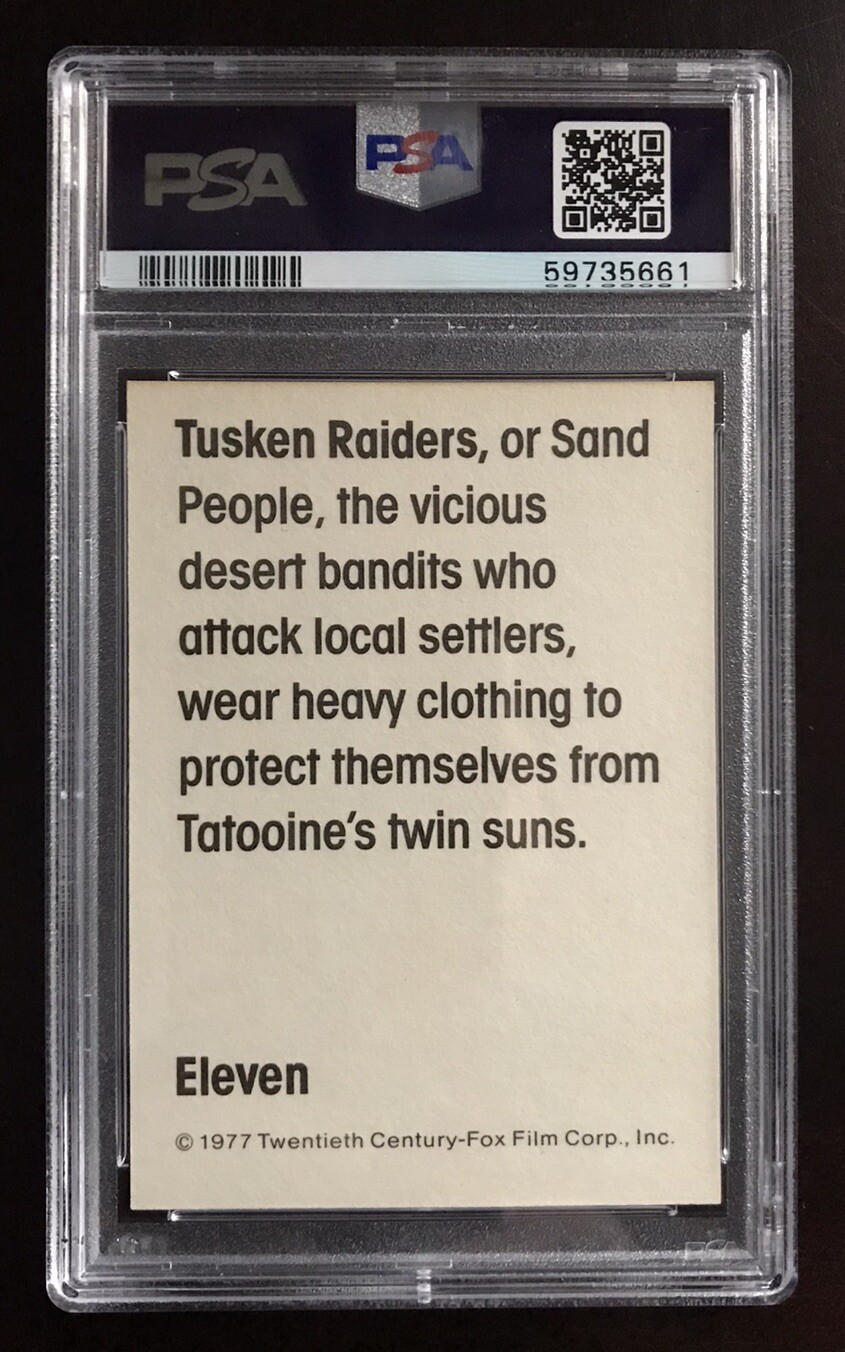 PSA
PSA
59735661
Tusken Raiders, or Sand
People, the vicious
desert bandits who
attack local settlers,
wear heavy clothing to
protect themselves from
Tatooine's twin suns.
Eleven
© 1977 Twentieth Century-Fox Film Corp., Inc.
PSA